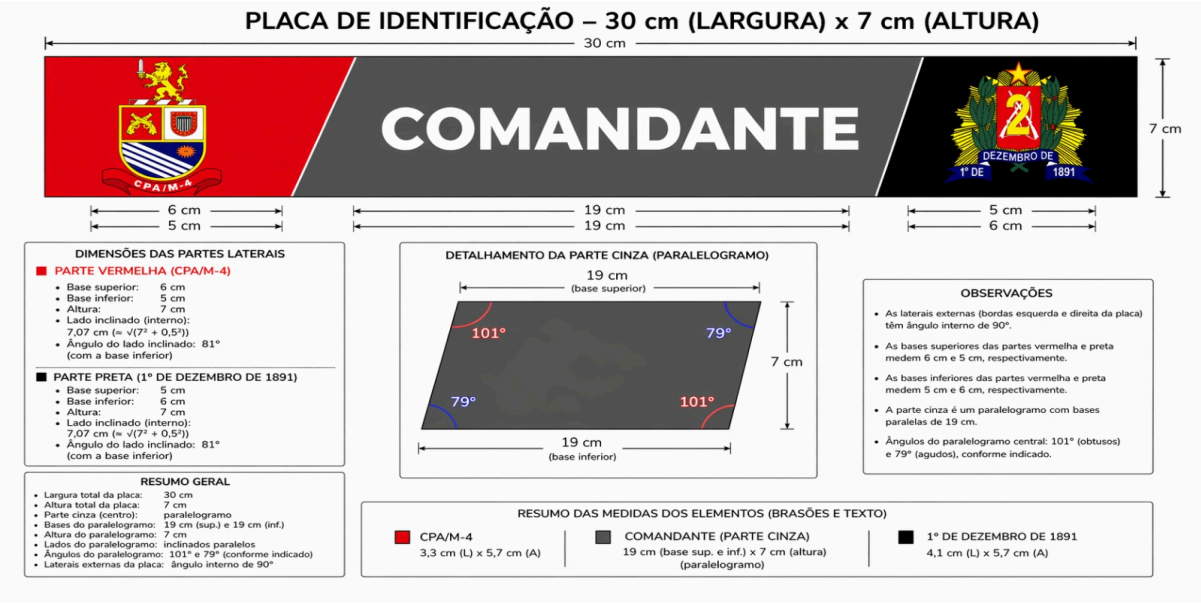 PLACA DE IDENTIFICAÇÃO – 30 cm (LARGURA) x 7 cm (ALTURA)
30 cm
COMANDANTE
CPA/M-4
2
DEZEMBRO DE
1º DE
1891
7 cm
6 cm
19 cm
5 cm
5 cm
19 cm
6 cm
DIMENSÕES DAS PARTES LATERAIS
PARTE VERMELHA (CPA/M-4)
• Base superior: 6 cm
• Base inferior: 5 cm
• Altura: 7 cm
• Lado inclinado (interno):
7,07 cm (≈ √(7² + 0,5²))
• Ângulo do lado inclinado: 81°
(com a base inferior)
PARTE PRETA (1º DE DEZEMBRO DE 1891)
• Base superior: 5 cm
• Base inferior: 6 cm
• Altura: 7 cm
• Lado inclinado (interno):
7,07 cm (≈ √(7² + 0,5²))
• Ângulo do lado inclinado: 81°
(com a base inferior)
RESUMO GERAL
• Largura total da placa: 30 cm
• Altura total da placa: 7 cm
• Parte cinza (centro): paralelogramo
• Bases do paralelogramo: 19 cm (sup.) e 19 cm (inf.)
• Altura do paralelogramo: 7 cm
• Lados do paralelogramo: inclinados paralelos
• Ângulos do paralelogramo: 101° e 79° (conforme indicado)
• Laterais externas da placa: ângulo interno de 90°
DETALHAMENTO DA PARTE CINZA (PARALELOGRAMO)
19 cm
(base superior)
101°
79°
7 cm
79°
101°
19 cm
(base inferior)
OBSERVAÇÕES
• As laterais externas (bordas esquerda e direita da placa)
têm ângulo interno de 90°.
• As bases superiores das partes vermelha e preta
medem 6 cm e 5 cm, respectivamente.
• As bases inferiores das partes vermelha e preta
medem 5 cm e 6 cm, respectivamente.
• A parte cinza é um paralelogramo com bases
paralelas de 19 cm.
• Ângulos do paralelogramo central: 101° (obtusos)
e 79° (agudos), conforme indicado.
RESUMO DAS MEDIDAS DOS ELEMENTOS (BRASÕES E TEXTO)
CPA/M-4
3,3 cm (L) x 5,7 cm (A)
COMANDANTE (PARTE CINZA)
19 cm (base sup. e inf.) x 7 cm (altura)
(paralelogramo)
1º DE DEZEMBRO DE 1891
4,1 cm (L) x 5,7 cm (A)